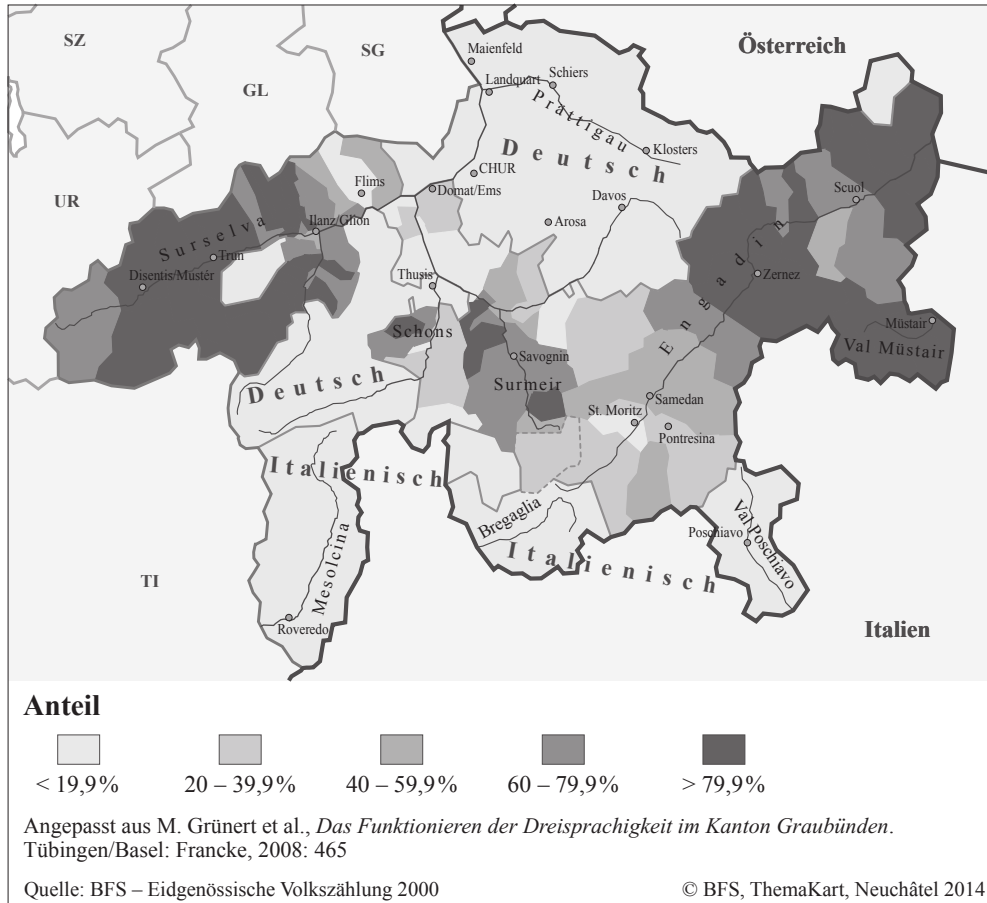 SZ
SG
Österreich
Maienfeld
GL
Landquart
Schiers
Prättigau
Klosters
Deutsch
UR
Flims
CHUR
Domat/Ems
Davos
Scuol
Arosa
Ilanz/Glion
Surselva
Trun
Disentis/Mustér
Thusis
Zernez
Engadin
Müstair
Val Müstair
Schons
Savognin
Surmeir
Deutsch
Samedan
St. Moritz
Pontresina
Italienisch
Bregaglia
Poschiavo
Val Poschiavo
Italienisch
Mesolcina
TI
Roveredo
Italien
Anteil
< 19,9%
20 – 39,9%
40 – 59,9%
60 – 79,9%
> 79,9%
Angepasst aus M. Grünert et al., Das Funktionieren der Dreisprachigkeit im Kanton Graubünden.
Tübingen/Basel: Francke, 2008: 465
Quelle: BFS – Eidgenössische Volkszählung 2000
© BFS, ThemaKart, Neuchâtel 2014